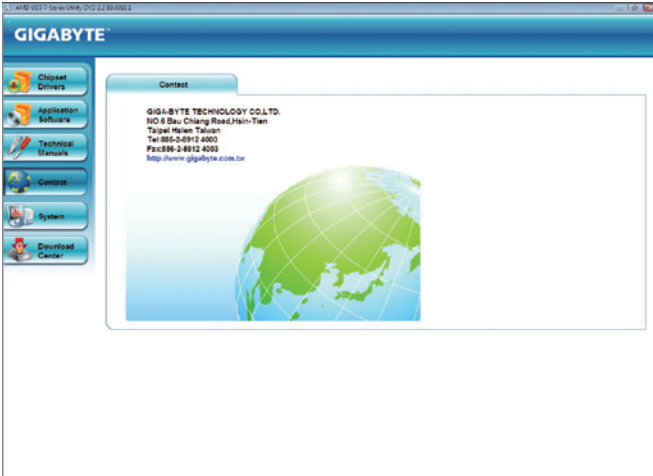 GIGABYTE™
Chipset
Drivers
Application
Software
Technical
Manuals
Contact
System
Download
Center
Contact
GIGA-BYTE TECHNOLOGY CO.,LTD.
NO.6 Bau Chiang Road,Hsin-Tien
Taipei Hsien Taiwan
Tel:886-2-8912 4000
Fax:886-2-8912 4003
http://www.gigabyte.com.tw